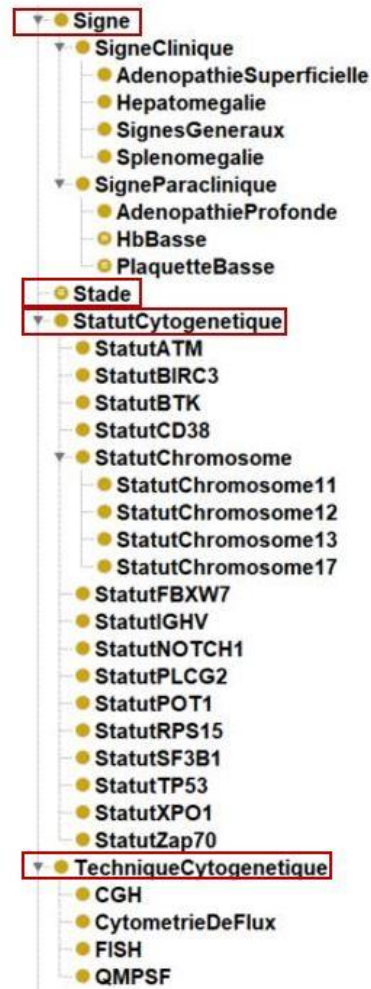 Signe
SigneClinique
AdenopathieSuperficielle
Hepatomegalie
SignesGeneraux
Splenomegalie
SigneParaclinique
AdenopathieProfonde
HbBasse
PlaquetteBasse
Stade
StatutCytogenetique
StatutATM
StatutBIRC3
StatutBTK
StatutCD38
StatutChromosome
StatutChromosome11
StatutChromosome12
StatutChromosome13
StatutChromosome17
StatutFBXW7
StatutIGHV
StatutNOTCH1
StatutPLCG2
StatutPOT1
StatutRPS15
StatutSF3B1
StatutTP53
StatutXPO1
StatutZap70
TechniqueCytogenetique
CGH
CytometrieDeFlux
FISH
QMPSF